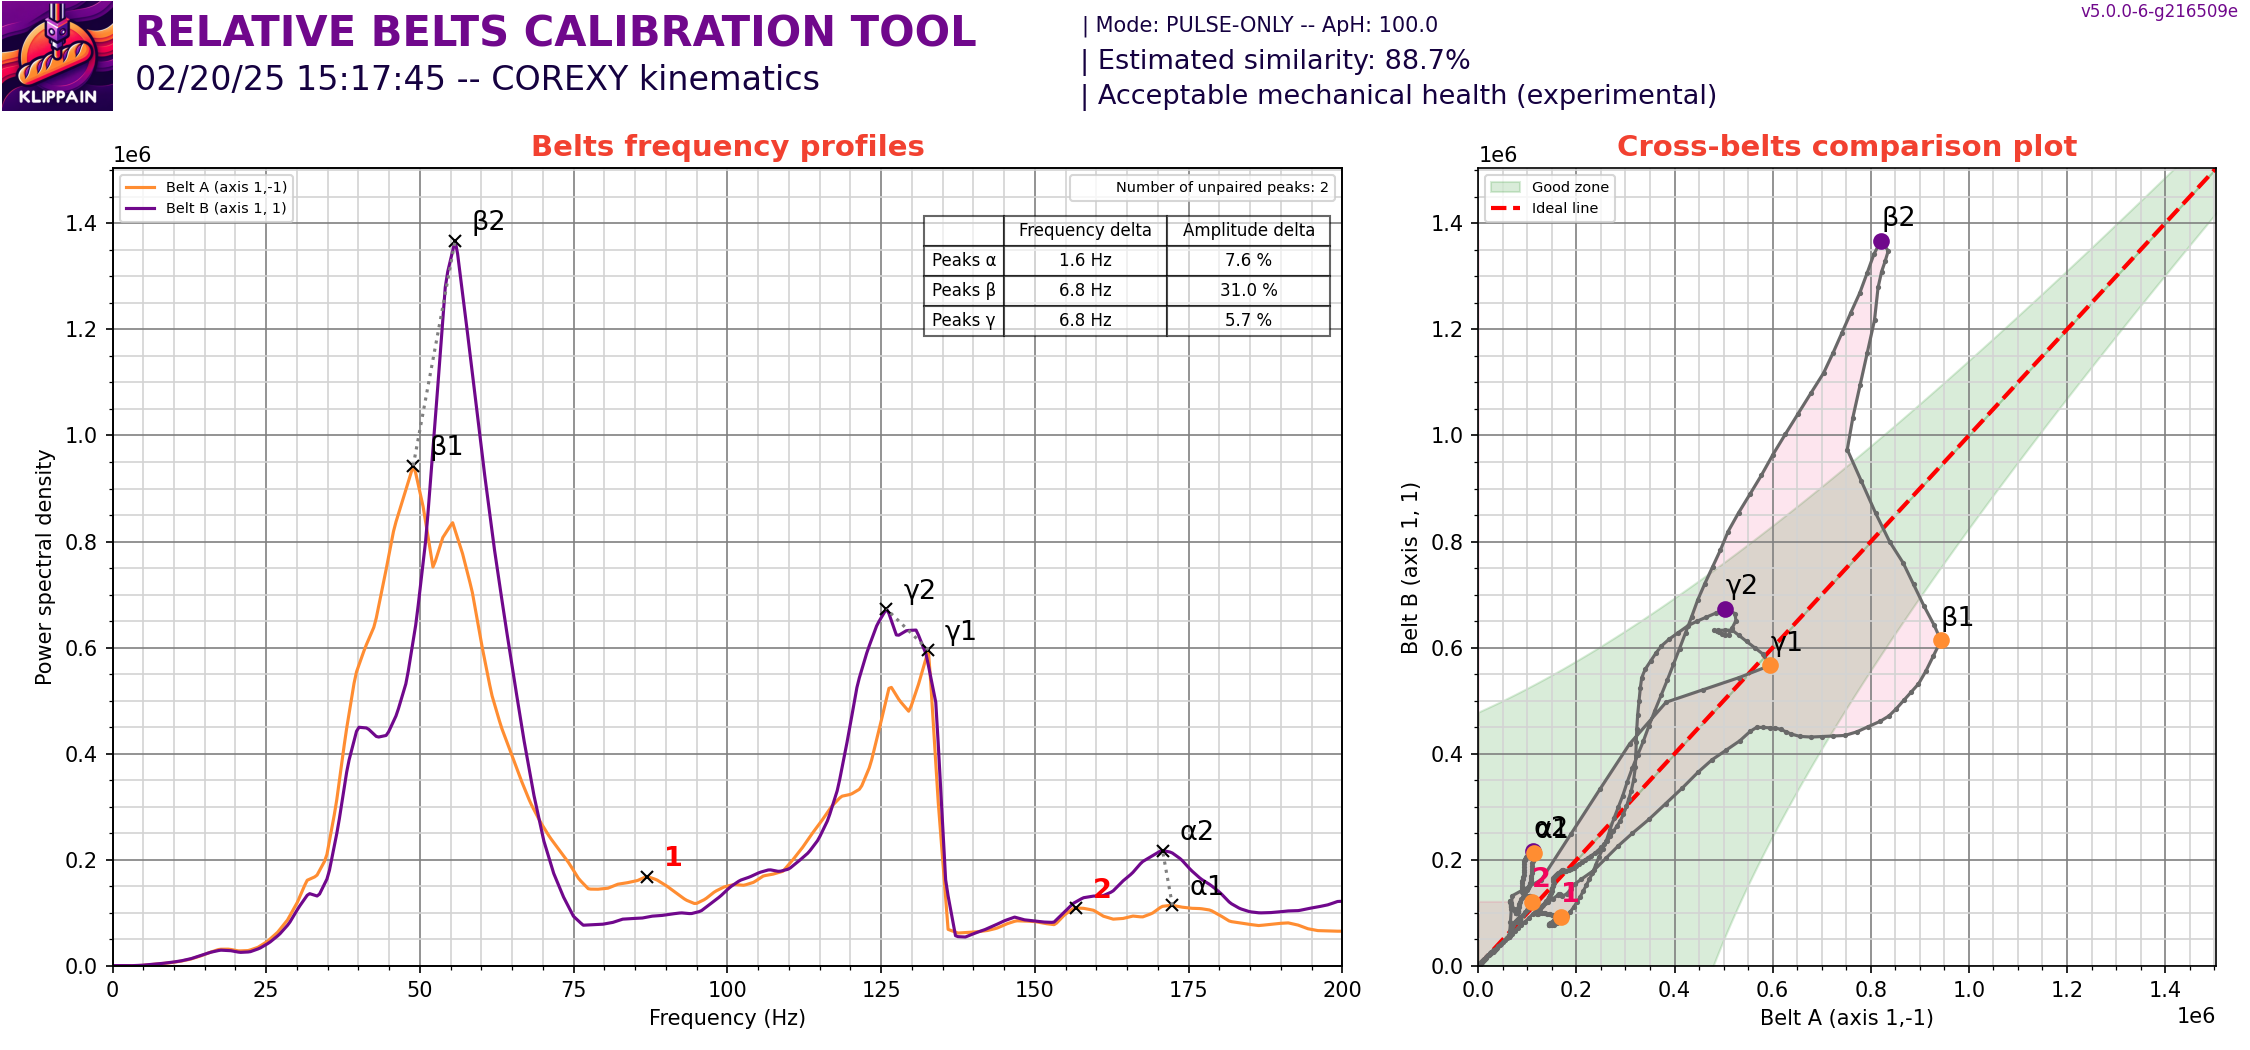 KLIPPAIN
RELATIVE BELTS CALIBRATION TOOL
02/20/25 15:17:45 -- COREXY kinematics
| Mode: PULSE-ONLY -- ApH: 100.0
| Estimated similarity: 88.7%
| Acceptable mechanical health (experimental)
v5.0.0-6-g216509e
Belts frequency profiles
1e6
Belt A (axis 1,-1)
Belt B (axis 1, 1)
Number of unpaired peaks: 2
Frequency delta Amplitude delta
Peaks α 1.6 Hz 7.6 %
Peaks β 6.8 Hz 31.0 %
Peaks γ 6.8 Hz 5.7 %
β2
β1
γ2
γ1
α2
α1
1
2
1.4
1.2
1.0
0.8
0.6
0.4
0.2
0.0
Power spectral density
0 25 50 75 100 125 150 175 200
Frequency (Hz)
Cross-belts comparison plot
1e6
Good zone
Ideal line
β2
γ2
β1
γ1
α2
α1
2
1
1.4
1.2
1.0
0.8
0.6
0.4
0.2
0.0
Belt B (axis 1, 1)
0.0 0.2 0.4 0.6 0.8 1.0 1.2 1.4
Belt A (axis 1,-1)
1e6